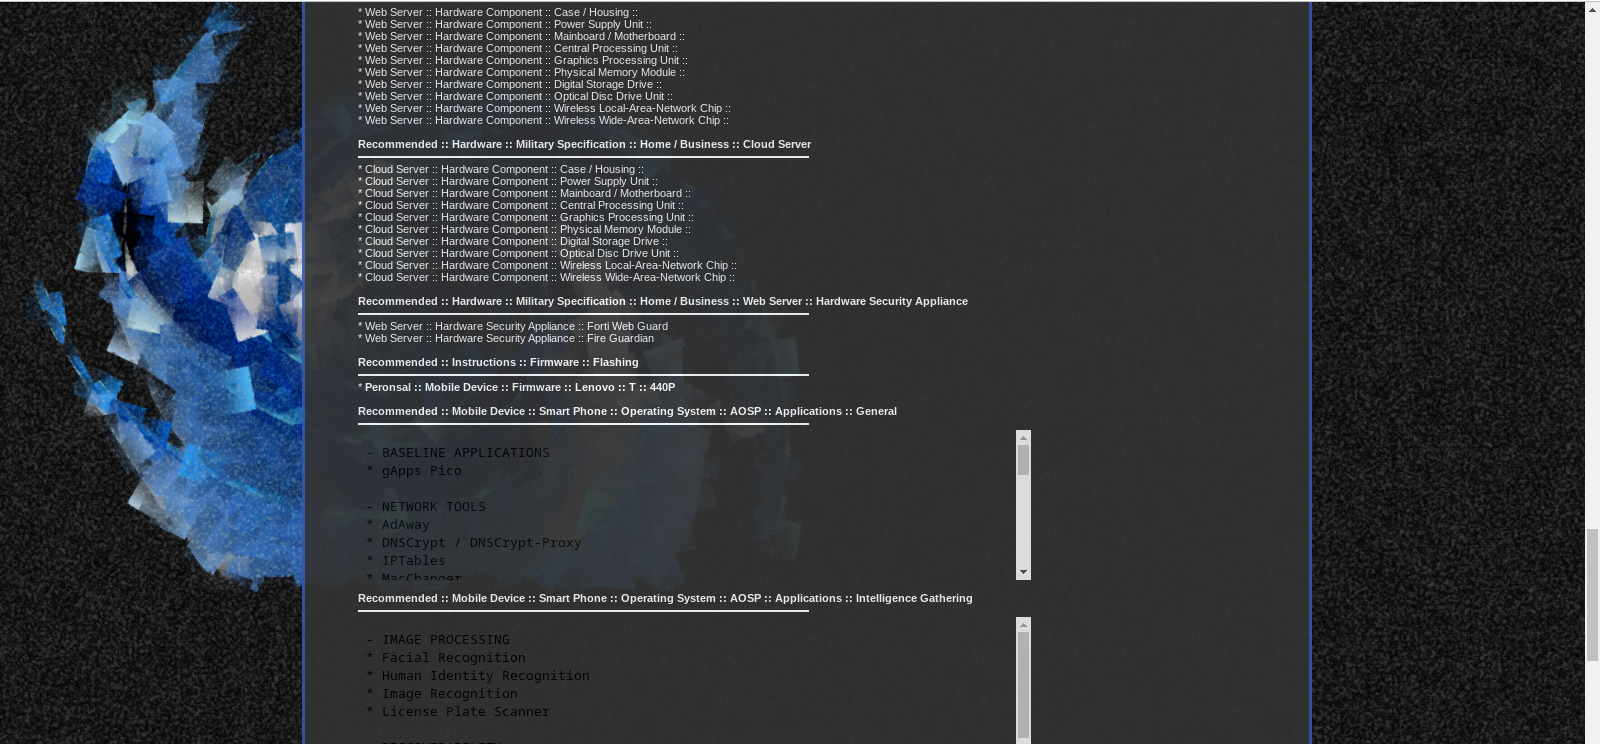 * Web Server :: Hardware Component :: Case / Housing ::
* Web Server :: Hardware Component :: Power Supply Unit ::
* Web Server :: Hardware Component :: Mainboard / Motherboard ::
* Web Server :: Hardware Component :: Central Processing Unit ::
* Web Server :: Hardware Component :: Graphics Processing Unit ::
* Web Server :: Hardware Component :: Physical Memory Module ::
* Web Server :: Hardware Component :: Digital Storage Drive ::
* Web Server :: Hardware Component :: Optical Disc Drive Unit ::
* Web Server :: Hardware Component :: Wireless Local-Area-Network Chip ::
* Web Server :: Hardware Component :: Wireless Wide-Area-Network Chip ::
Recommended :: Hardware :: Military Specification :: Home / Business :: Cloud Server
* Cloud Server :: Hardware Component :: Case / Housing ::
* Cloud Server :: Hardware Component :: Power Supply Unit ::
* Cloud Server :: Hardware Component :: Mainboard / Motherboard ::
* Cloud Server :: Hardware Component :: Central Processing Unit ::
* Cloud Server :: Hardware Component :: Graphics Processing Unit ::
* Cloud Server :: Hardware Component :: Physical Memory Module ::
* Cloud Server :: Hardware Component :: Digital Storage Drive ::
* Cloud Server :: Hardware Component :: Optical Disc Drive Unit ::
* Cloud Server :: Hardware Component :: Wireless Local-Area-Network Chip ::
* Cloud Server :: Hardware Component :: Wireless Wide-Area-Network Chip ::
Recommended :: Hardware :: Military Specification :: Home / Business :: Web Server :: Hardware Security Appliance
* Web Server :: Hardware Security Appliance :: Forti Web Guard
* Web Server :: Hardware Security Appliance :: Fire Guardian
Recommended :: Instructions :: Firmware :: Flashing
* Peronsal :: Mobile Device :: Firmware :: Lenovo :: T :: 440P
Recommended :: Mobile Device :: Smart Phone :: Operating System :: AOSP :: Applications :: General
- BASELINE APPLICATIONS
* gApps Pico
- NETWORK TOOLS
* AdAway
* DNSCrypt / DNSCrypt-Proxy
* IPTables
* MacChanger
Recommended :: Mobile Device :: Smart Phone :: Operating System :: AOSP :: Applications :: Intelligence Gathering
- IMAGE PROCESSING
* Facial Recognition
* Human Identity Recognition
* Image Recognition
* License Plate Scanner